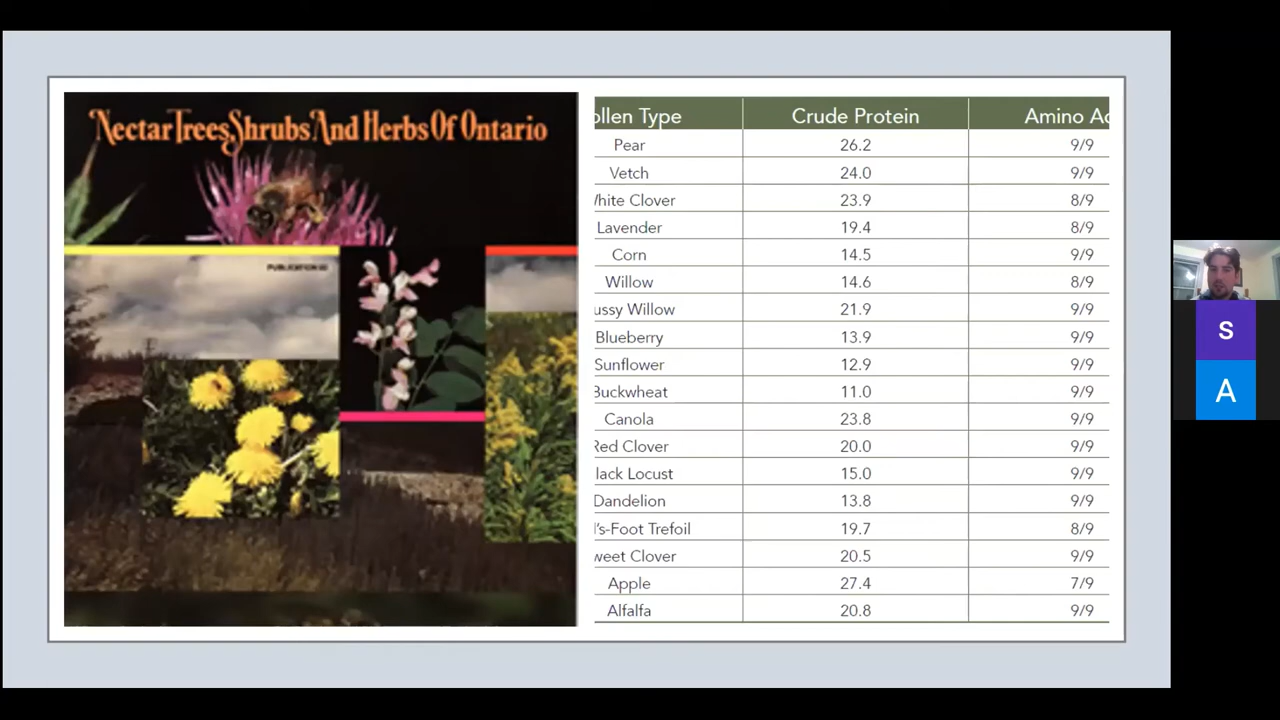 Nectar Trees, Shrubs And Herbs Of Ontario
PUBLICATION
ollen Type Crude Protein Amino Ac
Pear 26.2 9/9
Vetch 24.0 9/9
hite Clover 23.9 8/9
Lavender 19.4 8/9
Corn 14.5 9/9
Willow 14.6 8/9
ussy Willow 21.9 9/9
Blueberry 13.9 9/9
Sunflower 12.9 9/9
Buckwheat 11.0 9/9
Canola 23.8 9/9
Red Clover 20.0 9/9
lack Locust 15.0 9/9
Dandelion 13.8 9/9
l's-Foot Trefoil 19.7 8/9
weet Clover 20.5 9/9
Apple 27.4 7/9
Alfalfa 20.8 9/9
S
A